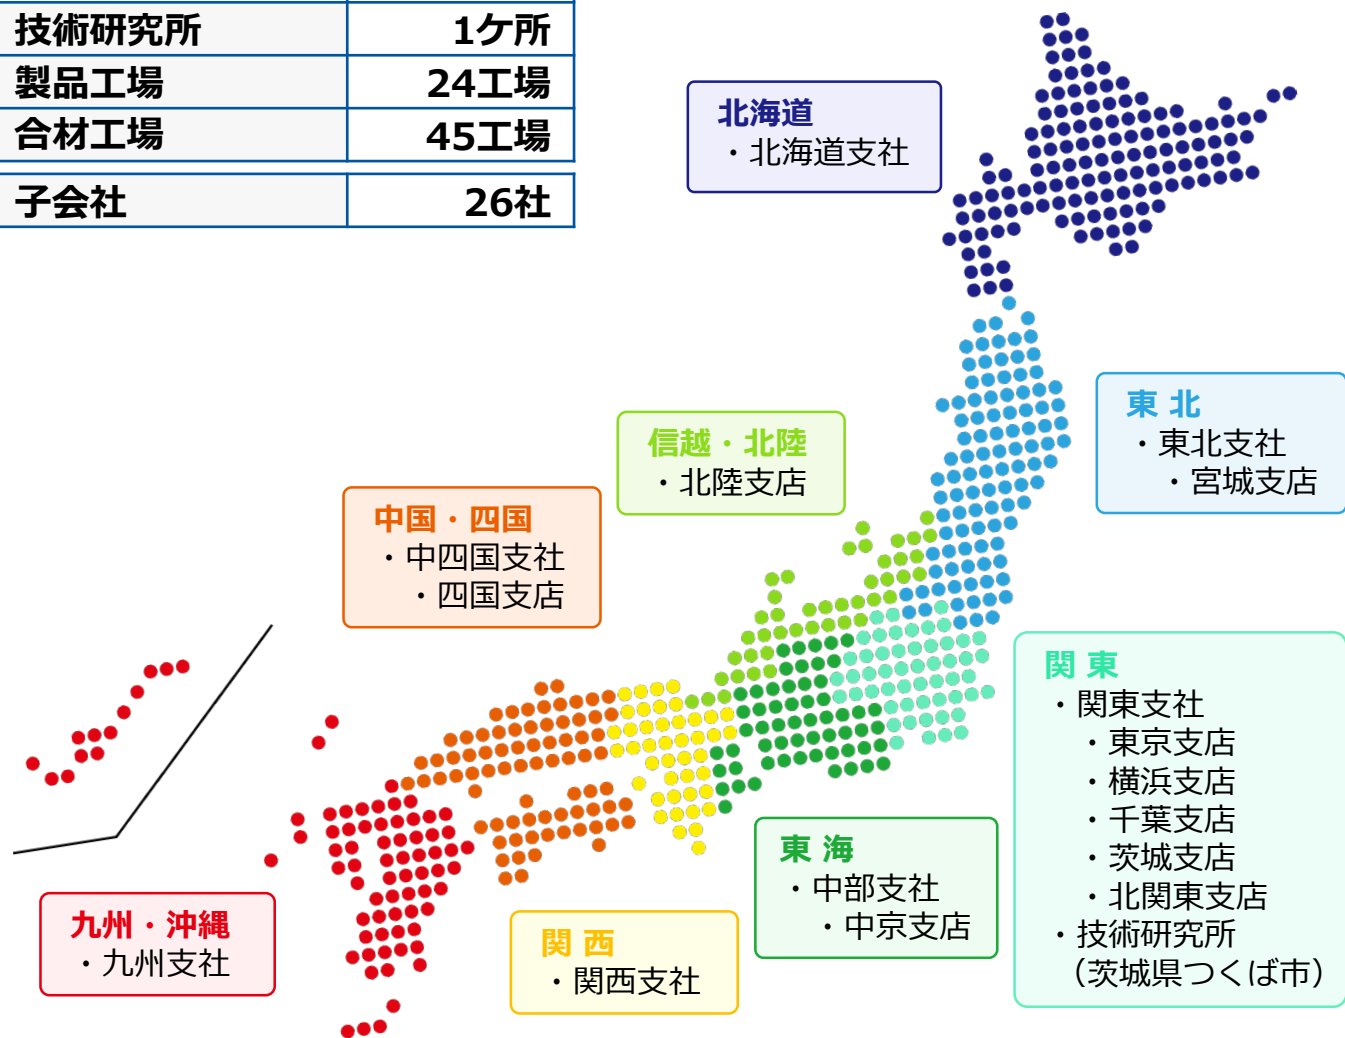 技術研究所 1ケ所
製品工場 24工場
合材工場 45工場
子会社 26社
北海道
・北海道支社
東 北
・東北支社
・宮城支店
信越・北陸
・北陸支店
中国・四国
・中四国支社
・四国支店
関 東
・関東支社
・東京支店
・横浜支店
・千葉支店
・茨城支店
・北関東支店
・技術研究所
（茨城県つくば市）
東 海
・中部支社
・中京支店
関 西
・関西支社
九州・沖縄
・九州支社